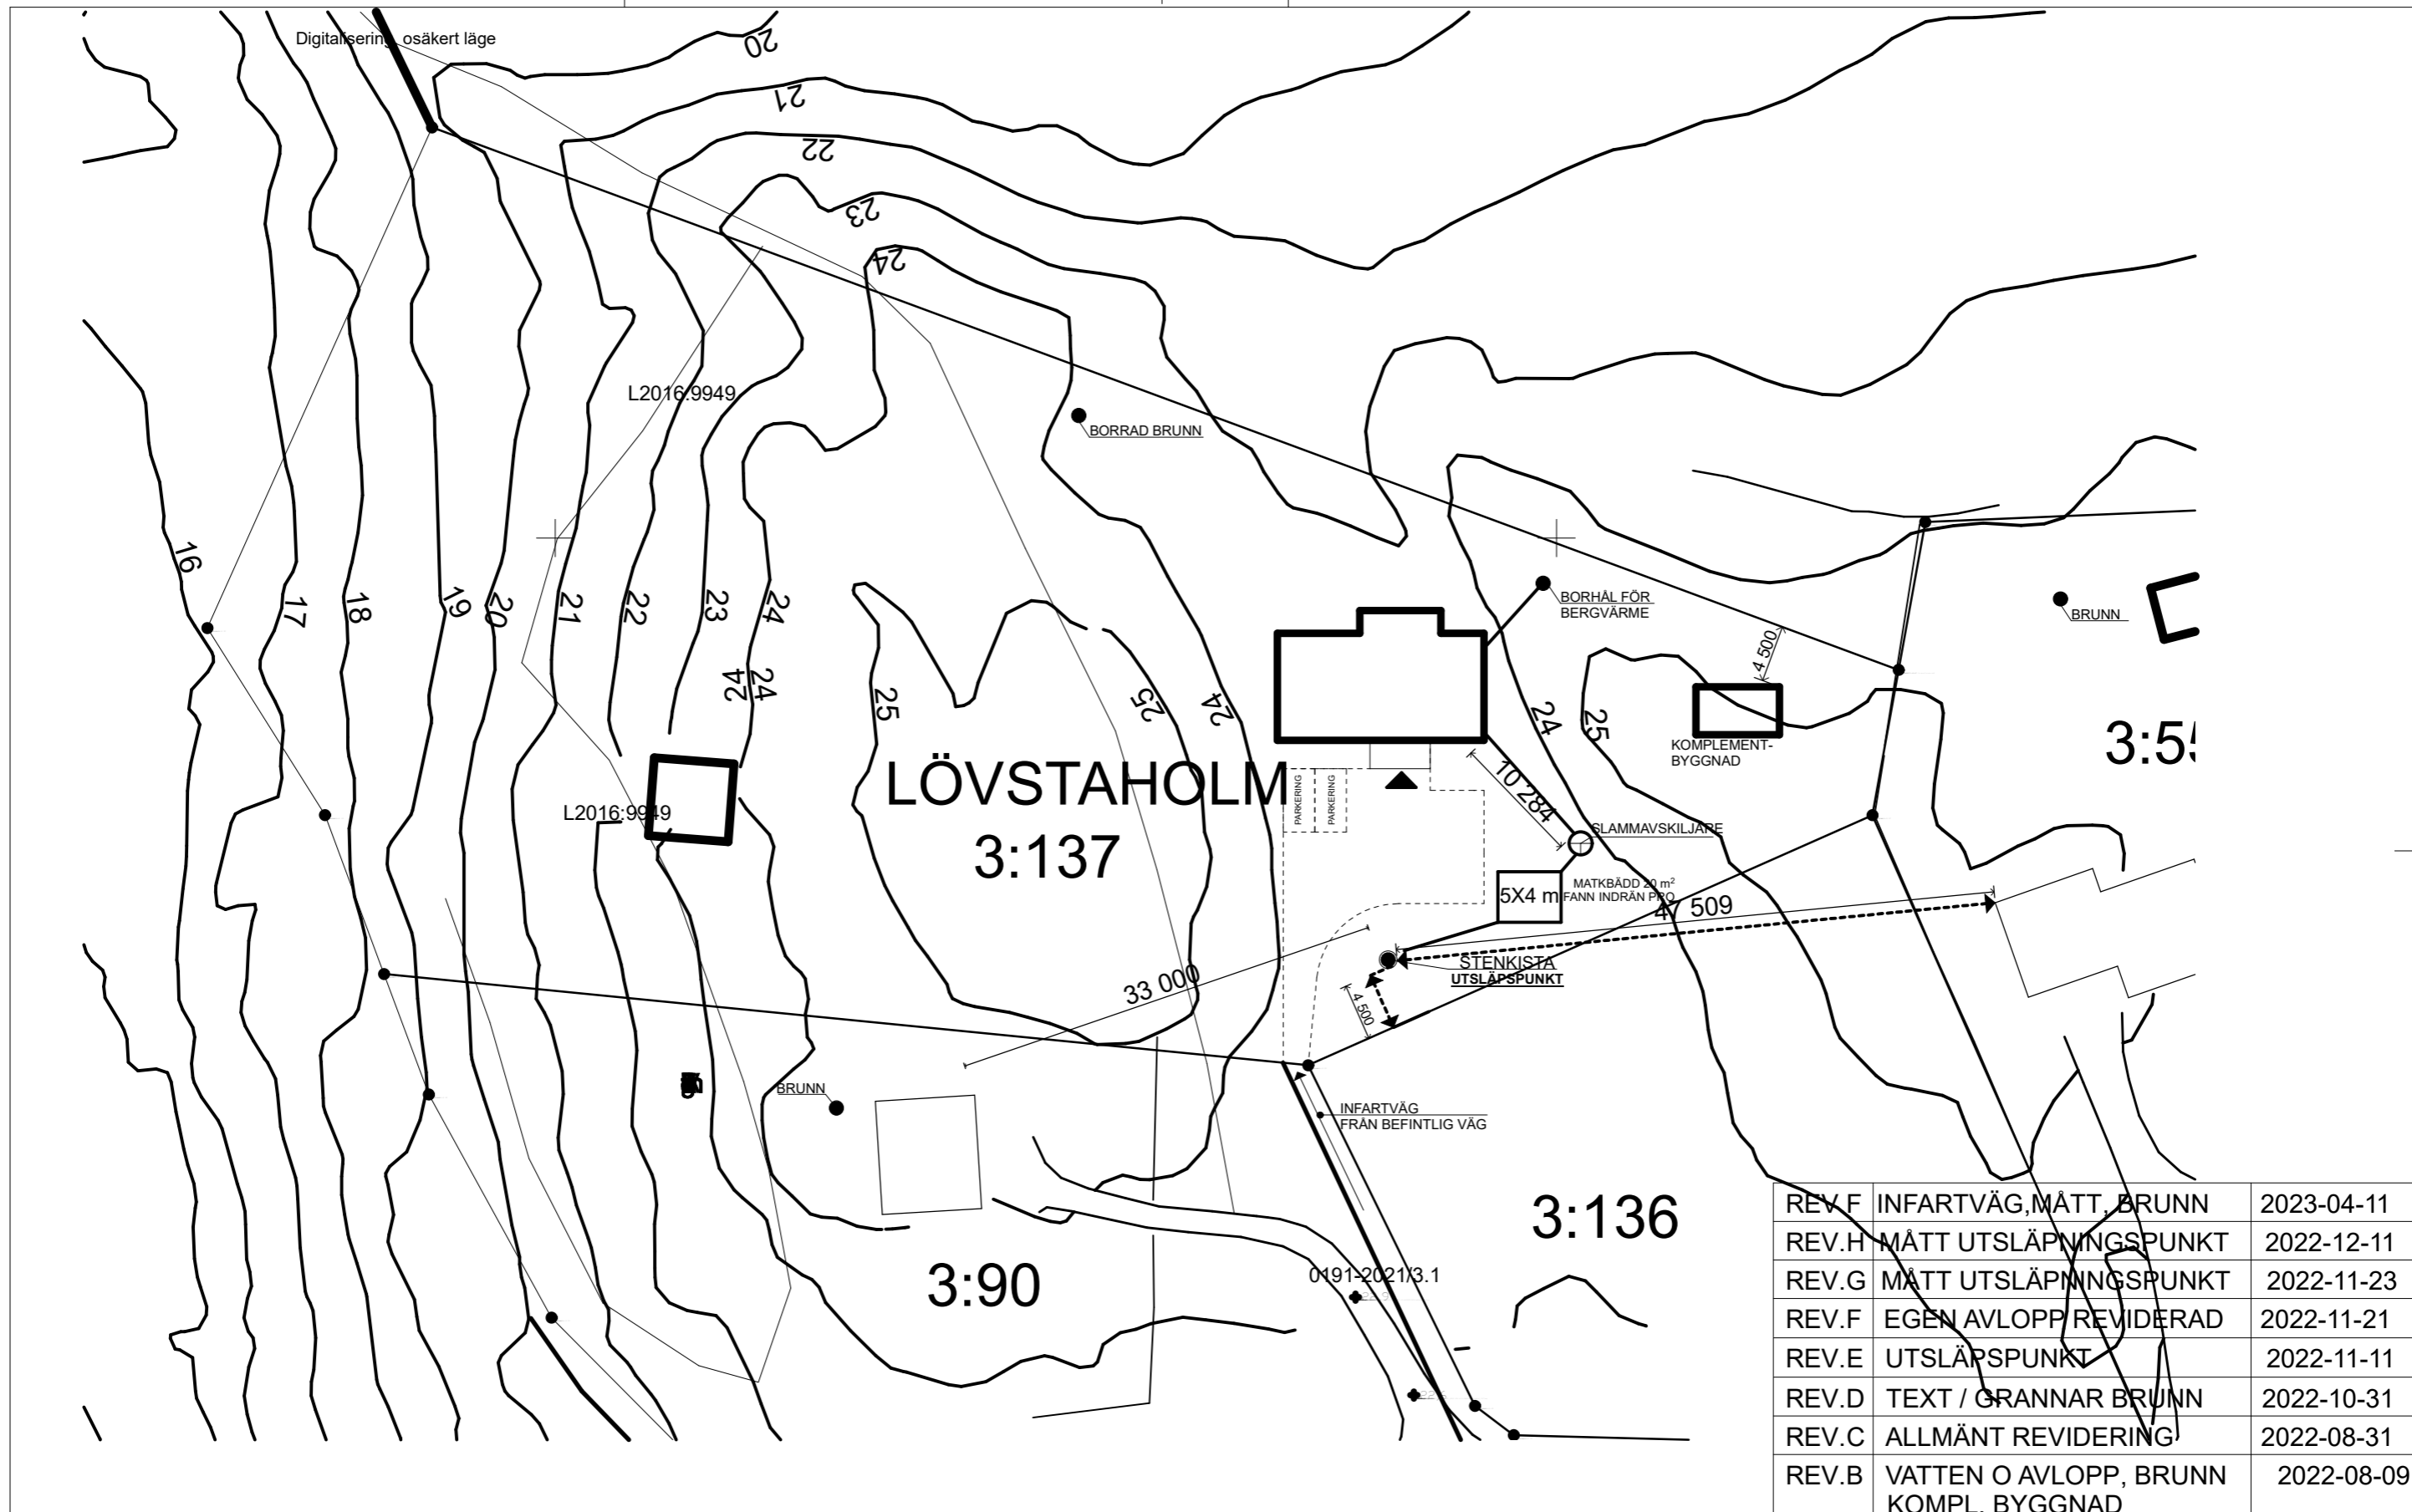 Digitalisering, osäkert läge
20
21
22
23
24
L2016:9949
BORRAD BRUNN
16
17
18
19
20
21
22
23
24
24
24
25
25
24
BORHÅL FÖR
BERGVÄRME
4 500
BRUNN
24
25
KOMPLEMENT-
BYGGNAD
LÖVSTAHOLM
3:137
L2016:9949
PARKERING
PARKERING
10 284
SLAMMAVSKILJARE
5X4 m
MATKBÄDD 20 m²
FANN INDRÄN PRO
509
33 000
STENKISTA
UTSLÄPSPUNKT
4 500
BRUNN
INFARTVÄG
FRÅN BEFINTLIG VÄG
3:136
3:90
0191-2021/3.1
REV.F INFARTVÄG,MÅTT, BRUNN 2023-04-11
REV.H MÅTT UTSLÄPNINGSPUNKT 2022-12-11
REV.G MÅTT UTSLÄPNINGSPUNKT 2022-11-23
REV.F EGEN AVLOPP REVIDERAD 2022-11-21
REV.E UTSLÄPSPUNKT 2022-11-11
REV.D TEXT / GRANNAR BRUNN 2022-10-31
REV.C ALLMÄNT REVIDERING 2022-08-31
REV.B VATTEN O AVLOPP, BRUNN 2022-08-09
KOMPL. BYGGNAD